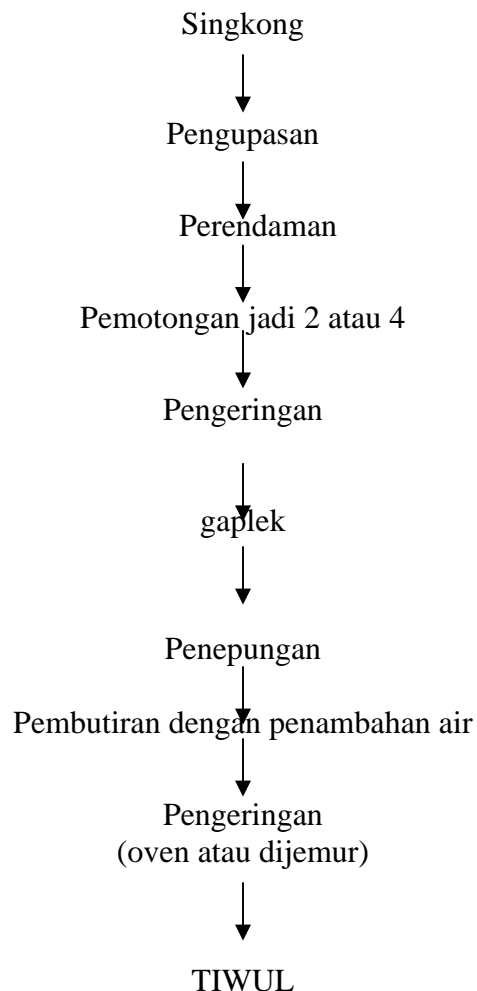 Singkong
Pengupasan
Perendaman
Pemotongan jadi 2 atau 4
Pengeringan
gaplek
Penepungan
Pembutiran dengan penambahan air
Pengeringan
(oven atau dijemur)
TIWUL